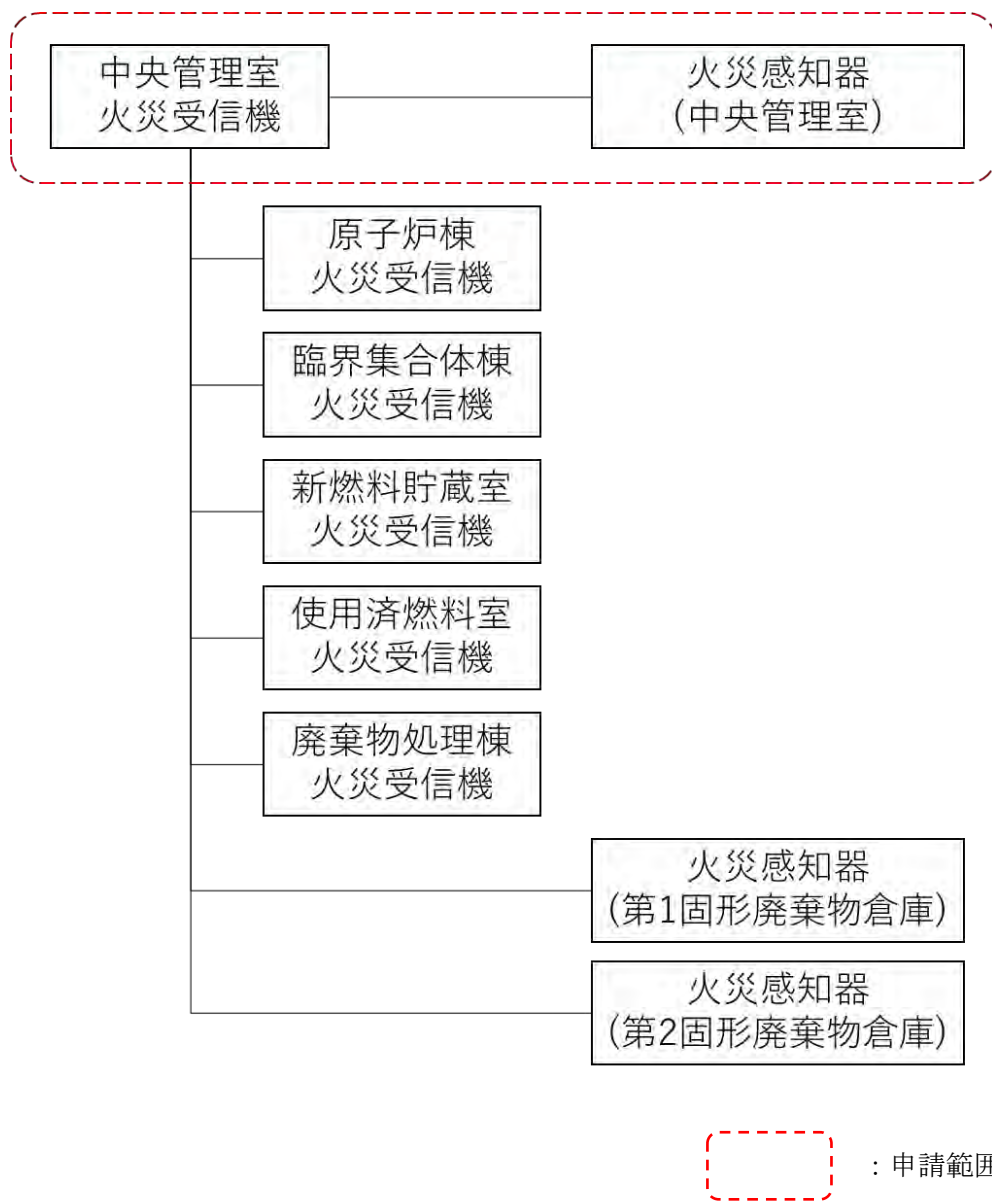 中央管理室
火災受信機
火災感知器
(中央管理室)
原子炉棟
火災受信機
臨界集合体棟
火災受信機
新燃料貯蔵室
火災受信機
使用済燃料室
火災受信機
廃棄物処理棟
火災受信機
火災感知器
(第1固形廃棄物倉庫)
火災感知器
(第2固形廃棄物倉庫)
：申請範囲